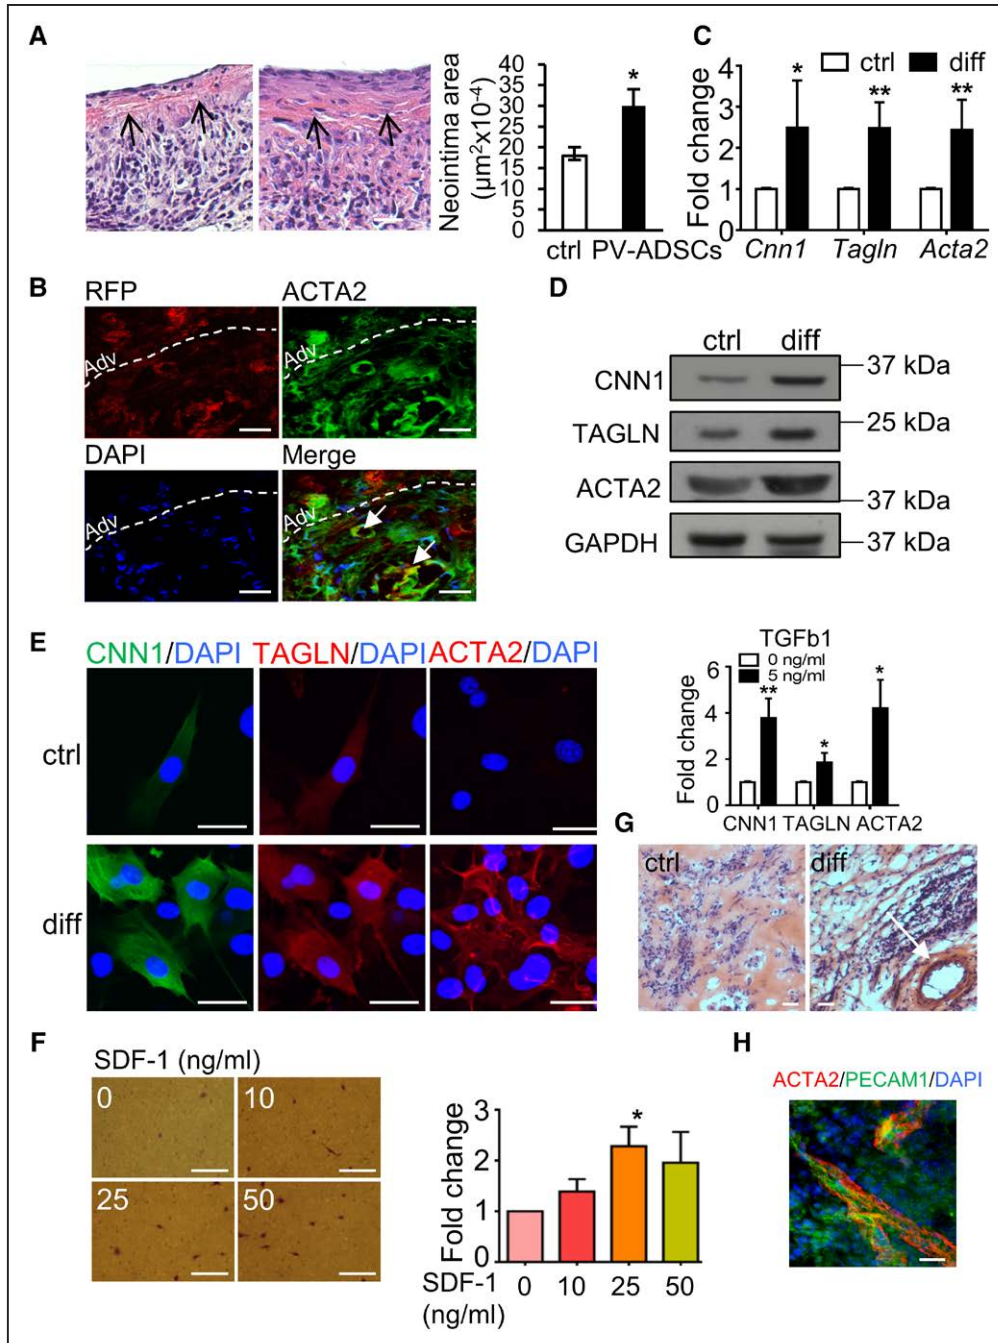 A
Neointima area
(µm²x10⁻⁴)
40
35
30
25
20
15
10
5
0
*
ctrl PV-ADSCs
C
ctrl diff
Fold change
4
3
2
1
0
*
**
**
Cnn1 Tagln Acta2
B
RFP ACTA2
Adv Adv
DAPI Merge
Adv Adv
D
ctrl diff
CNN1 37 kDa
TAGLN 25 kDa
ACTA2 37 kDa
GAPDH 37 kDa
E
CNN1/DAPI TAGLN/DAPI ACTA2/DAPI
ctrl
diff
TGFb1
0 ng/ml
5 ng/ml
Fold change
6
4
2
0
**
*
*
CNN1 TAGLN ACTA2
G
ctrl diff
F
SDF-1 (ng/ml)
0 10
25 50
Fold change
3
2
1
0
*
SDF-1
(ng/ml)
0 10 25 50
H
ACTA2/PECAM1/DAPI